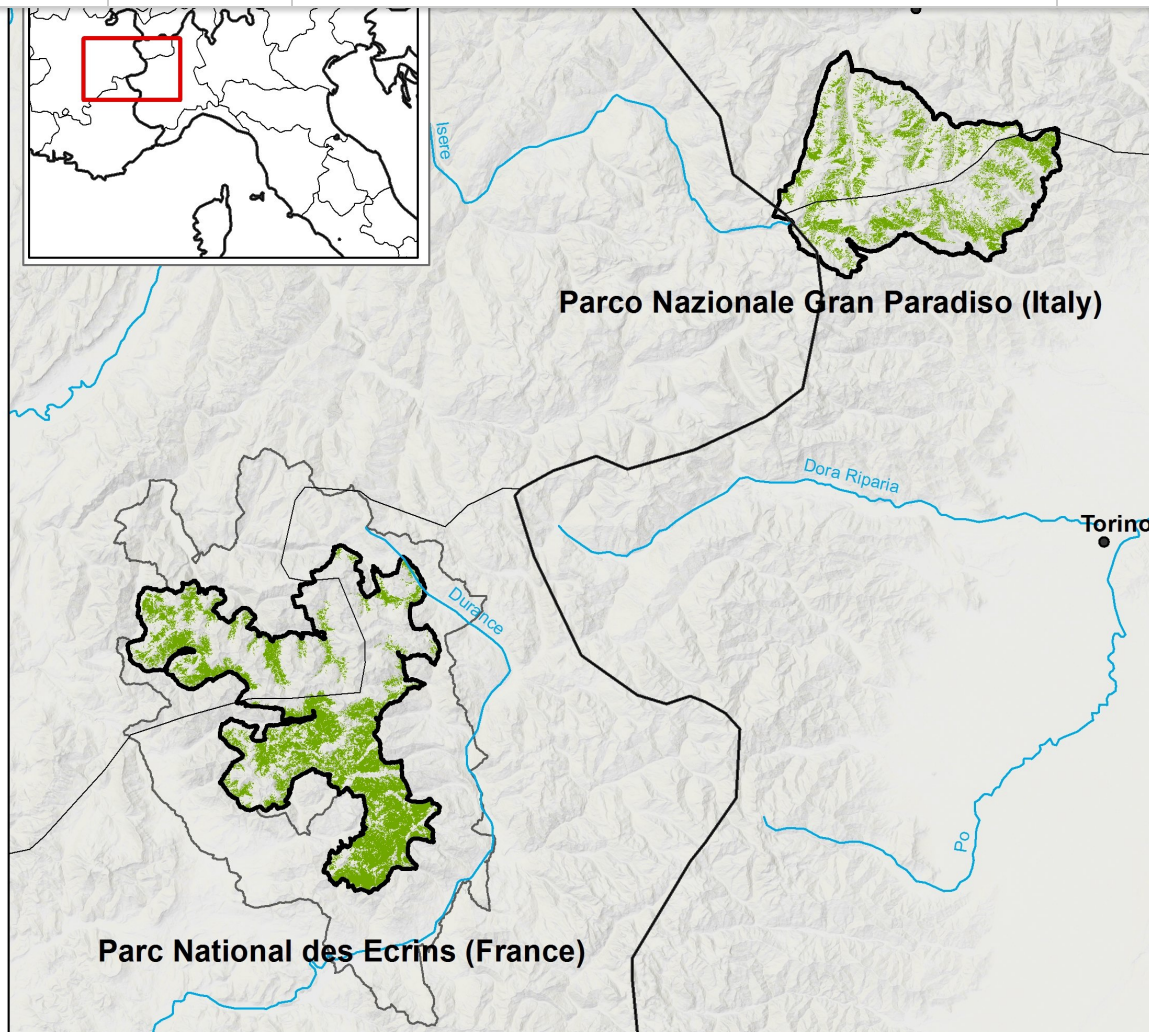 Isere
Parco Nazionale Gran Paradiso (Italy)
Dora Riparia
Torino
Durance
Po
Parc National des Ecrins (France)